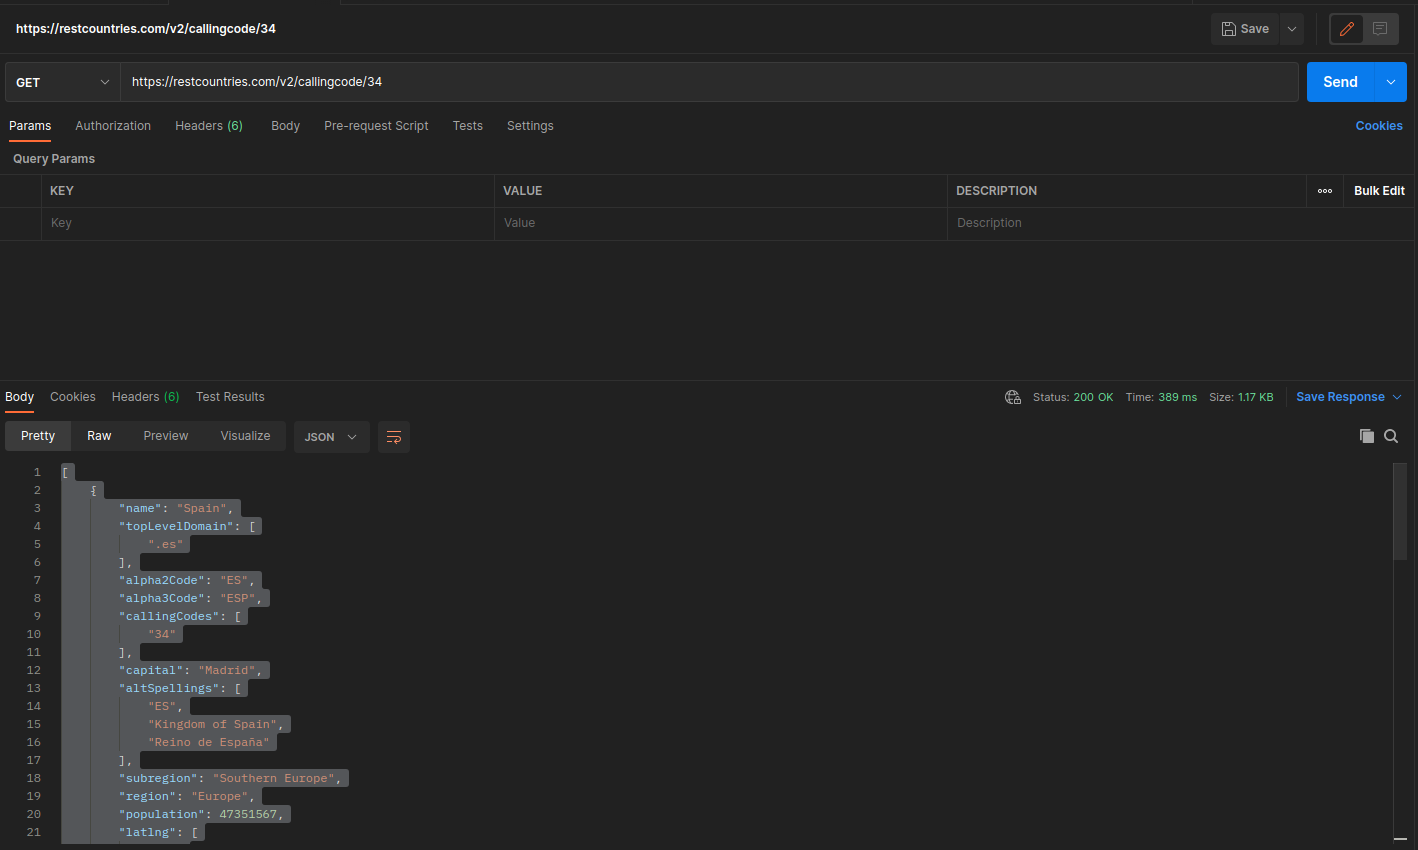 https://restcountries.com/v2/callingcode/34
Save
GET https://restcountries.com/v2/callingcode/34 Send
Params Authorization Headers (6) Body Pre-request Script Tests Settings Cookies
Query Params
KEY VALUE DESCRIPTION ooo Bulk Edit
Key Value Description
Body Cookies Headers (6) Test Results Status: 200 OK Time: 389 ms Size: 1.17 KB Save Response
Pretty Raw Preview Visualize JSON
1 [
2 {
3 "name": "Spain",
4 "topLevelDomain": [
5 ".es"
6 ],
7 "alpha2Code": "ES",
8 "alpha3Code": "ESP",
9 "callingCodes": [
10 "34"
11 ],
12 "capital": "Madrid",
13 "altSpellings": [
14 "ES",
15 "Kingdom of Spain",
16 "Reino de España"
17 ],
18 "subregion": "Southern Europe",
19 "region": "Europe",
20 "population": 47351567,
21 "latlng": [